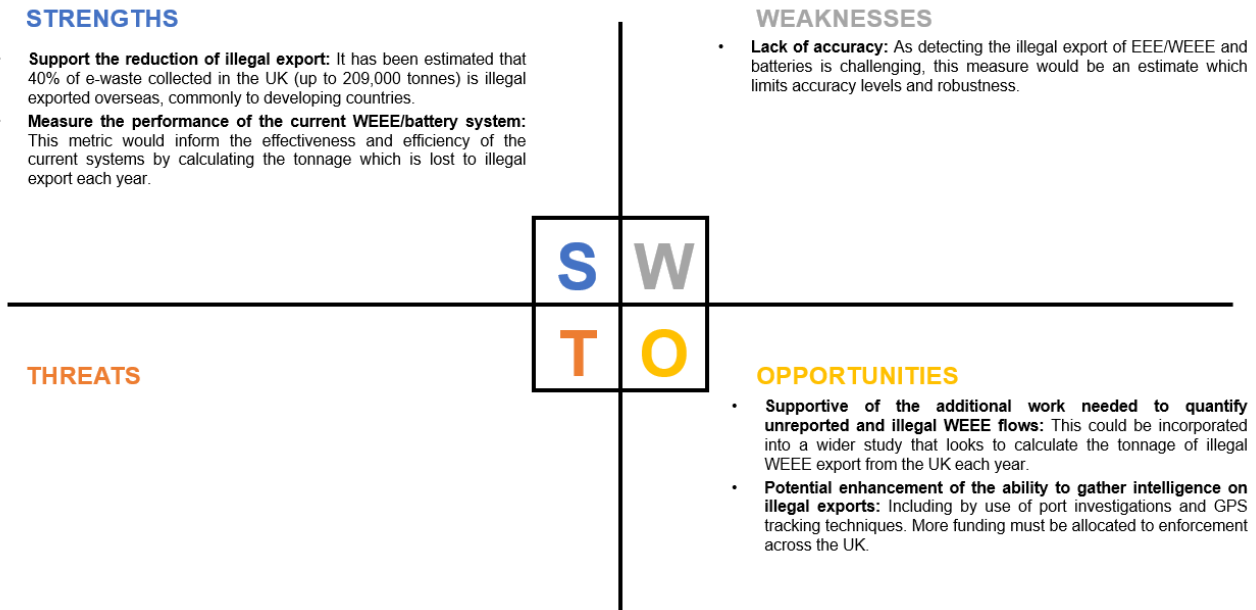 STRENGTHS
• Support the reduction of illegal export: It has been estimated that
40% of e-waste collected in the UK (up to 209,000 tonnes) is illegal
exported overseas, commonly to developing countries.
• Measure the performance of the current WEEE/battery system:
This metric would inform the effectiveness and efficiency of the
current systems by calculating the tonnage which is lost to illegal
export each year.
WEAKNESSES
• Lack of accuracy: As detecting the illegal export of EEE/WEEE and
batteries is challenging, this measure would be an estimate which
limits accuracy levels and robustness.
S W
T O
THREATS
OPPORTUNITIES
• Supportive of the additional work needed to quantify
unreported and illegal WEEE flows: This could be incorporated
into a wider study that looks to calculate the tonnage of illegal
WEEE export from the UK each year.
• Potential enhancement of the ability to gather intelligence on
illegal exports: Including by use of port investigations and GPS
tracking techniques. More funding must be allocated to enforcement
across the UK.